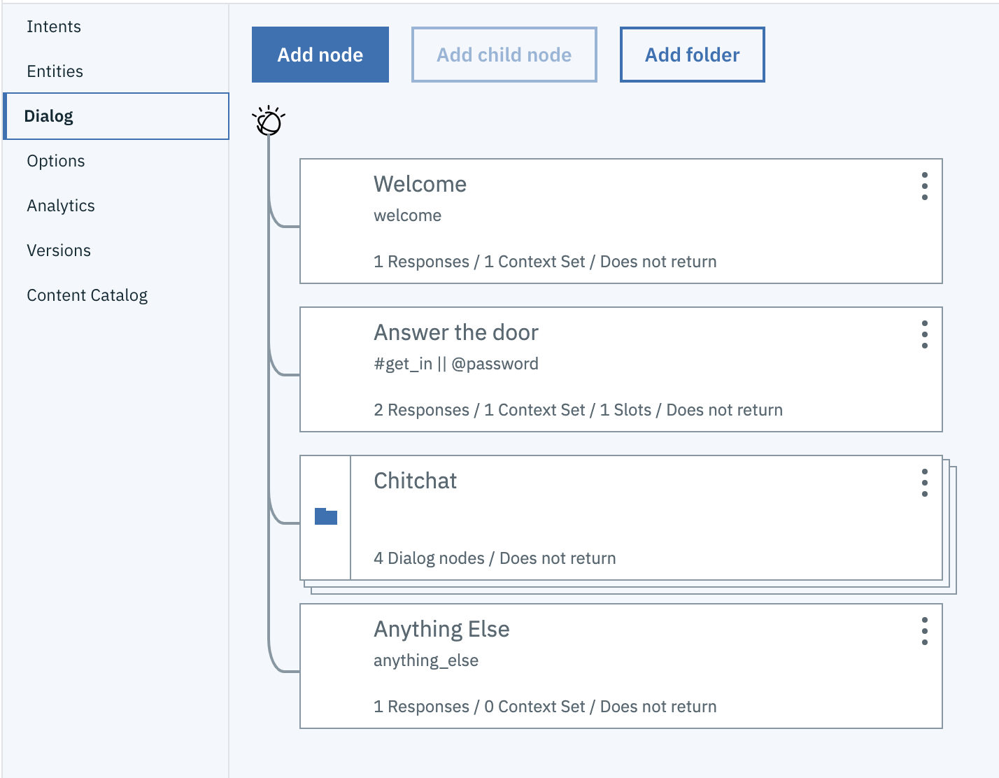 Intents
Entities
Dialog
Options
Analytics
Versions
Content Catalog
Add node
Add child node
Add folder
Welcome
welcome
1 Responses / 1 Context Set / Does not return
Answer the door
#get_in || @password
2 Responses / 1 Context Set / 1 Slots / Does not return
Chitchat
4 Dialog nodes / Does not return
Anything Else
anything_else
1 Responses / 0 Context Set / Does not return